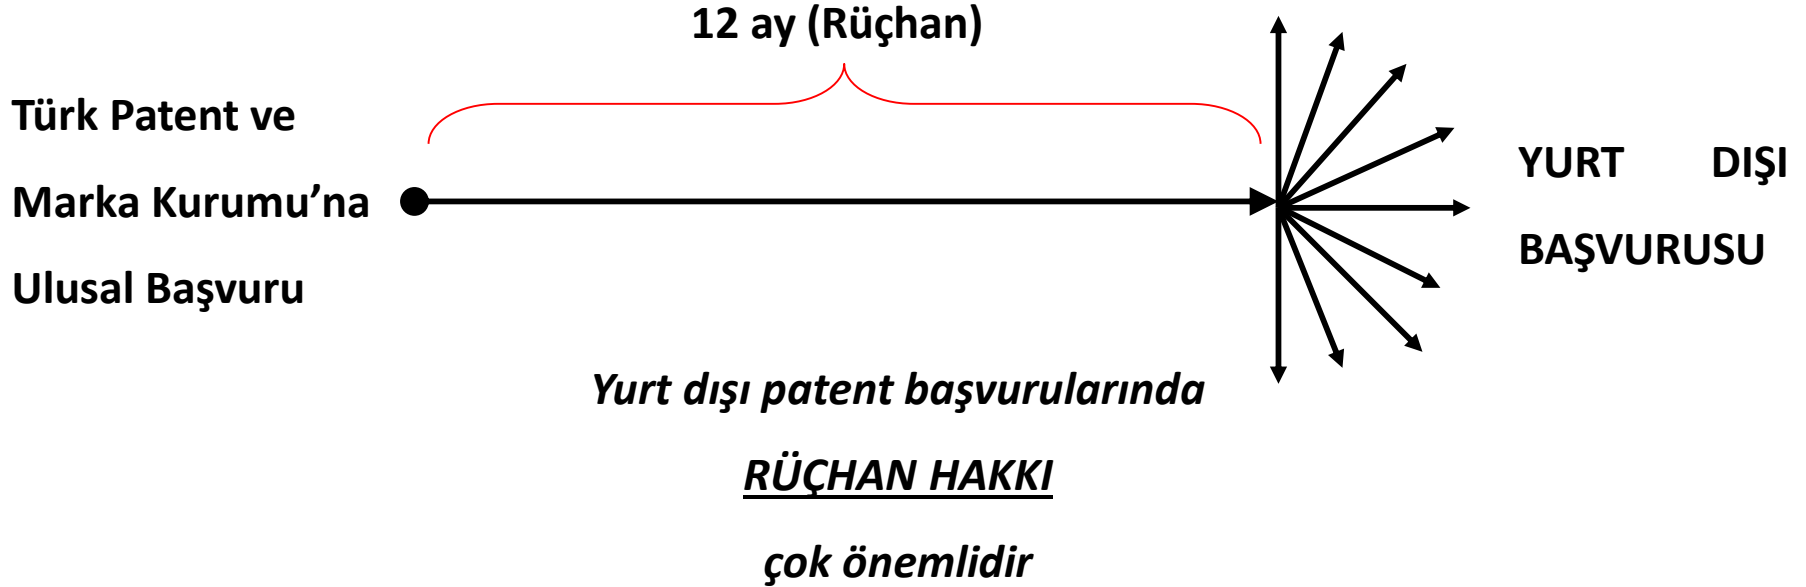 12 ay (Rüçhan)
Türk Patent ve
Marka Kurumu’na
Ulusal Başvuru
YURT DIŞI
BAŞVURUSU
Yurt dışı patent başvurularında
RÜÇHAN HAKKI
çok önemlidir